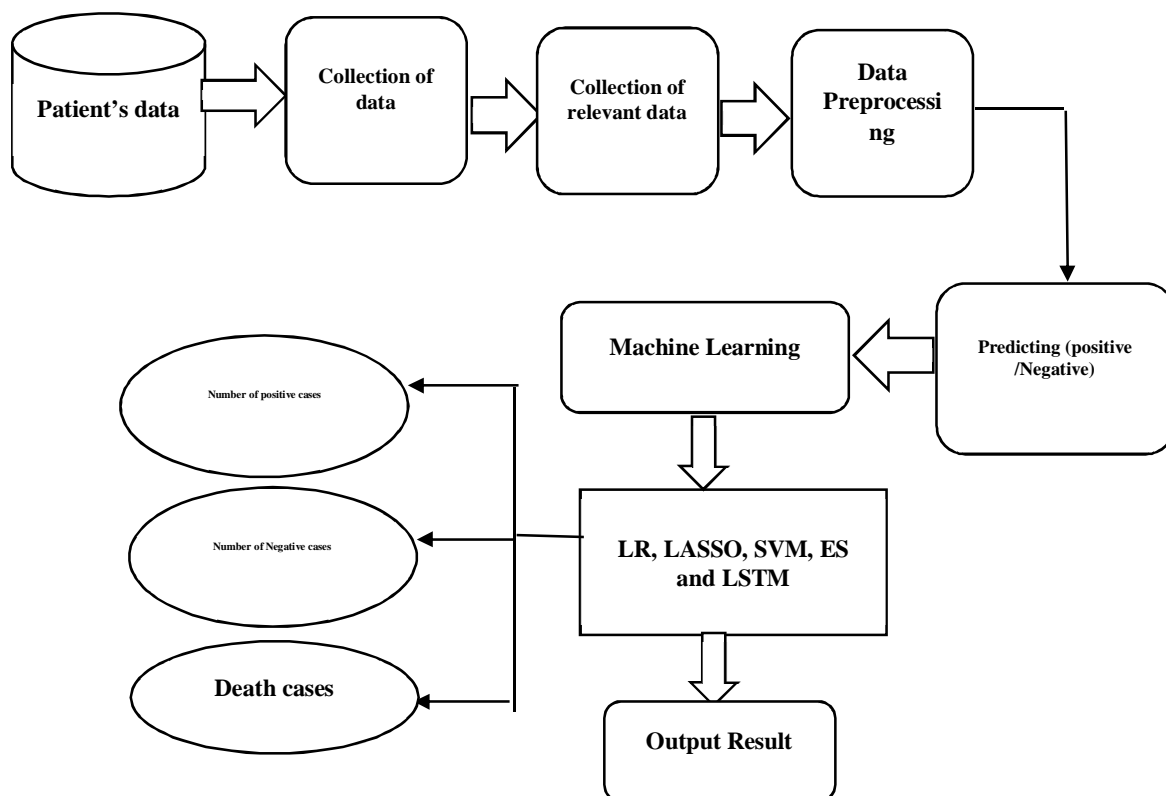 Patient’s data
Collection of
data
Collection of
relevant data
Data
Preprocessi
ng
Predicting (positive
/Negative)
Machine Learning
LR, LASSO, SVM, ES
and LSTM
Number of positive cases
Number of Negative cases
Death cases
Output Result